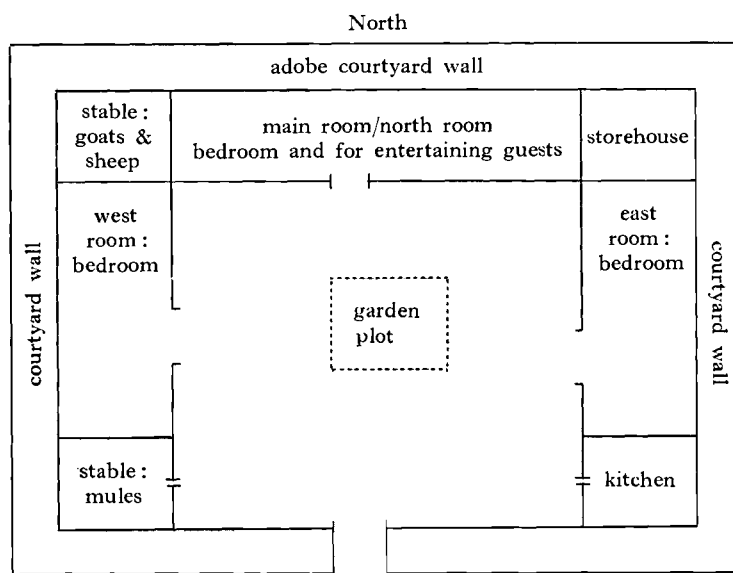 North
adobe courtyard wall
stable:
goats &
sheep
main room/north room
bedroom and for entertaining guests
storehouse
west
room:
bedroom
east
room:
bedroom
courtyard wall
courtyard wall
garden
plot
stable:
mules
kitchen